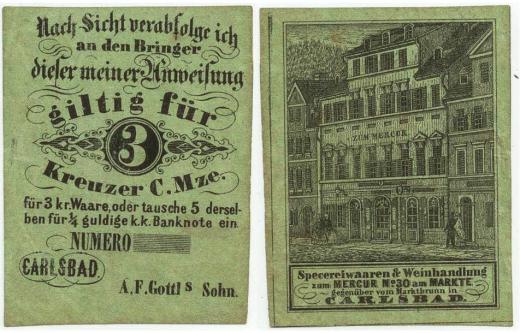 Nach Sicht verabfolge ich
an den Bringer
dieser meiner Anweisung
giltig für
3
Kreuzer C. Mze.
für 3 kr. Waare, oder tausche 5 dersel-
ben für ¼ guldige k.k. Banknote ein
NUMERO
CARLSBAD.
A. F. Gottl s Sohn.
ZUM MERCUR
Specereiwaaren & Weinhandlung
zum MERCUR No. 30 am MARKTE
gegenüber vom Marktbrunn in
CARLSBAD.